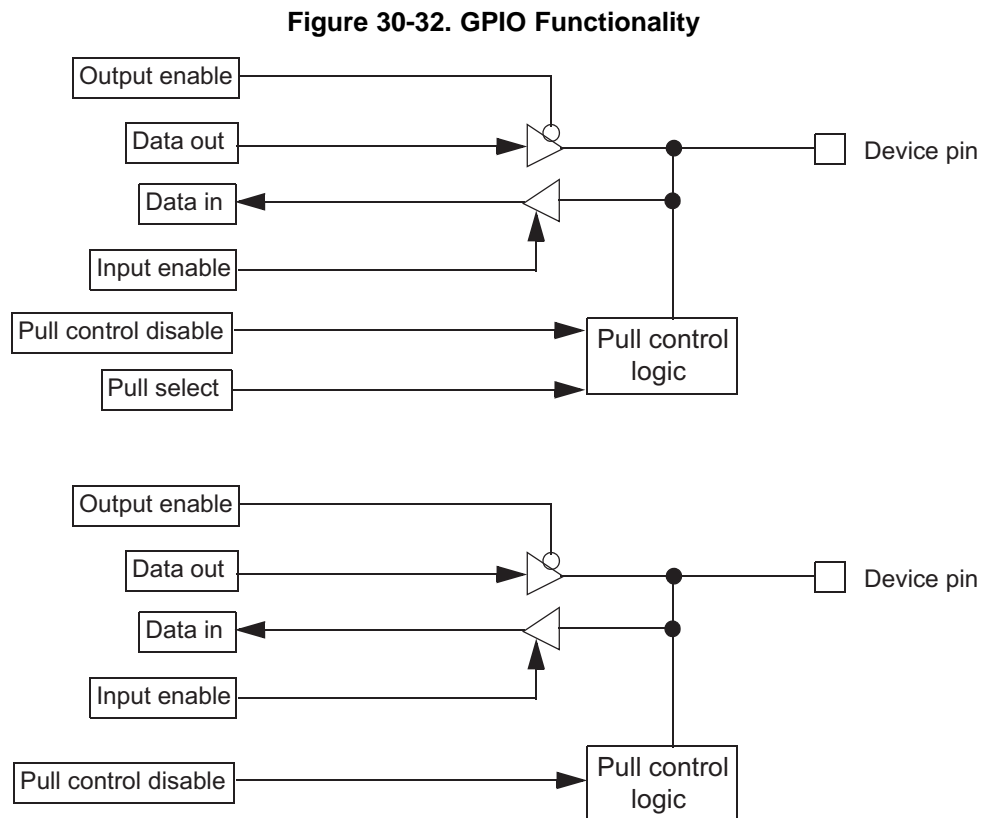 Figure 30-32. GPIO Functionality
Output enable
Data out
Device pin
Data in
Input enable
Pull control disable
Pull control
logic
Pull select
Output enable
Data out
Device pin
Data in
Input enable
Pull control disable
Pull control
logic